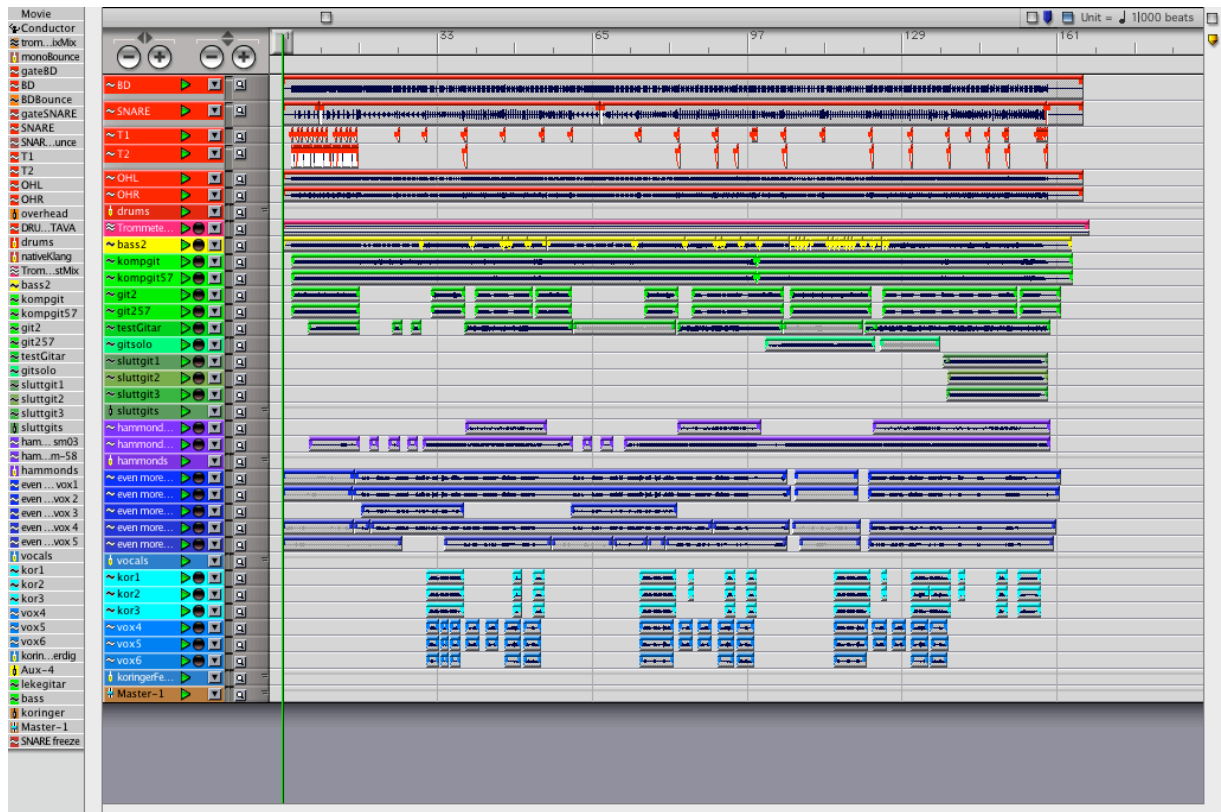 Movie
Conductor
trom...ixMix
monoBounce
gateBD
BD
BDBounce
gateSNARE
SNARE
SNAR...unce
T1
T2
OHL
OHR
overhead
DRU...TAVA
drums
nativeKlang
Trom...stMix
bass2
kompgit
kompgit57
git2
git257
testGitar
gitsolo
sluttgit1
sluttgit2
sluttgit3
sluttgits
ham... sm03
ham...m-58
hammonds
even ... vox1
even ...vox 2
even ...vox 3
even ...vox 4
even ...vox 5
vocals
kor1
kor2
kor3
vox4
vox5
vox6
korin...erdig
Aux-4
lekegitar
bass
koringer
Master-1
SNARE freeze
Unit = 1|000 beats
1 33 65 97 129 161
BD
SNARE
T1
T2
OHL
OHR
drums
Trommete...
bass2
kompgit
kompgit57
git2
git257
testGitar
gitsolo
sluttgit1
sluttgit2
sluttgit3
sluttgits
hammond...
hammond...
hammonds
even more...
even more...
even more...
even more...
even more...
vocals
kor1
kor2
kor3
vox4
vox5
vox6
koringerFe...
Master-1